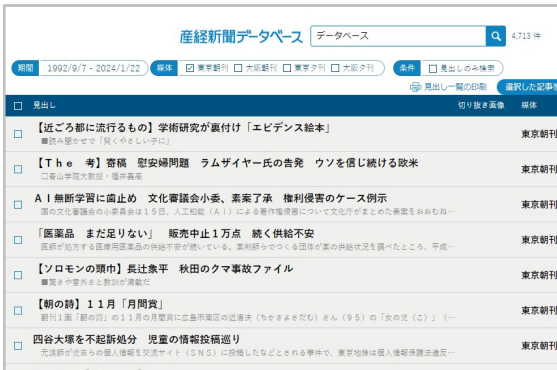 産経新聞データベース データベース 4,713 件
期間 1992/9/7 - 2024/1/22 媒体 東京朝刊 大阪朝刊 東京夕刊 大阪夕刊 条件 見出しのみ検索
見出し一覧の印刷 選択した記事を
見出し 切り抜き画像 媒体
【近ごろ都に流行るもの】学術研究が裏付け「エビデンス絵本」
■読み聞かせで「賢くやさしい子に」 東京朝刊
【Ｔｈｅ 考】寄稿 慰安婦問題 ラムザイヤー氏の告発 ウソを信じ続ける欧米
□青山学院大教授・福井義高 東京朝刊
ＡＩ無断学習に歯止め 文化審議会小委、素案了承 権利侵害のケース例示
国の文化審議会の小委員会は１５日、人工知能（ＡＩ）による著作権侵害について文化庁がまとめた素案をおおむね… 東京朝刊
「医薬品 まだ足りない」 販売中止１万点 続く供給不安
医師が処方する医療用医薬品の供給不安が続いている。薬剤師らでつくる団体が薬の供給状況を調べたところ、平成… 東京朝刊
【ソロモンの頭巾】長辻象平 秋田のクマ事故ファイル
■驚きや意外さと教訓が満載だ 東京朝刊
【朝の詩】１１月「月間賞」
朝刊１面「朝の詩」の１１月の月間賞に広島市南区の近清決（ちかきよさだむ）さん（９５）の「女の児（こ）」（… 東京朝刊
四谷大塚を不起訴処分 児童の情報投稿巡り
元講師が児童らの個人情報を交流サイト（ＳＮＳ）に投稿したなどとされる事件で、東京地検は個人情報保護法違反… 東京朝刊